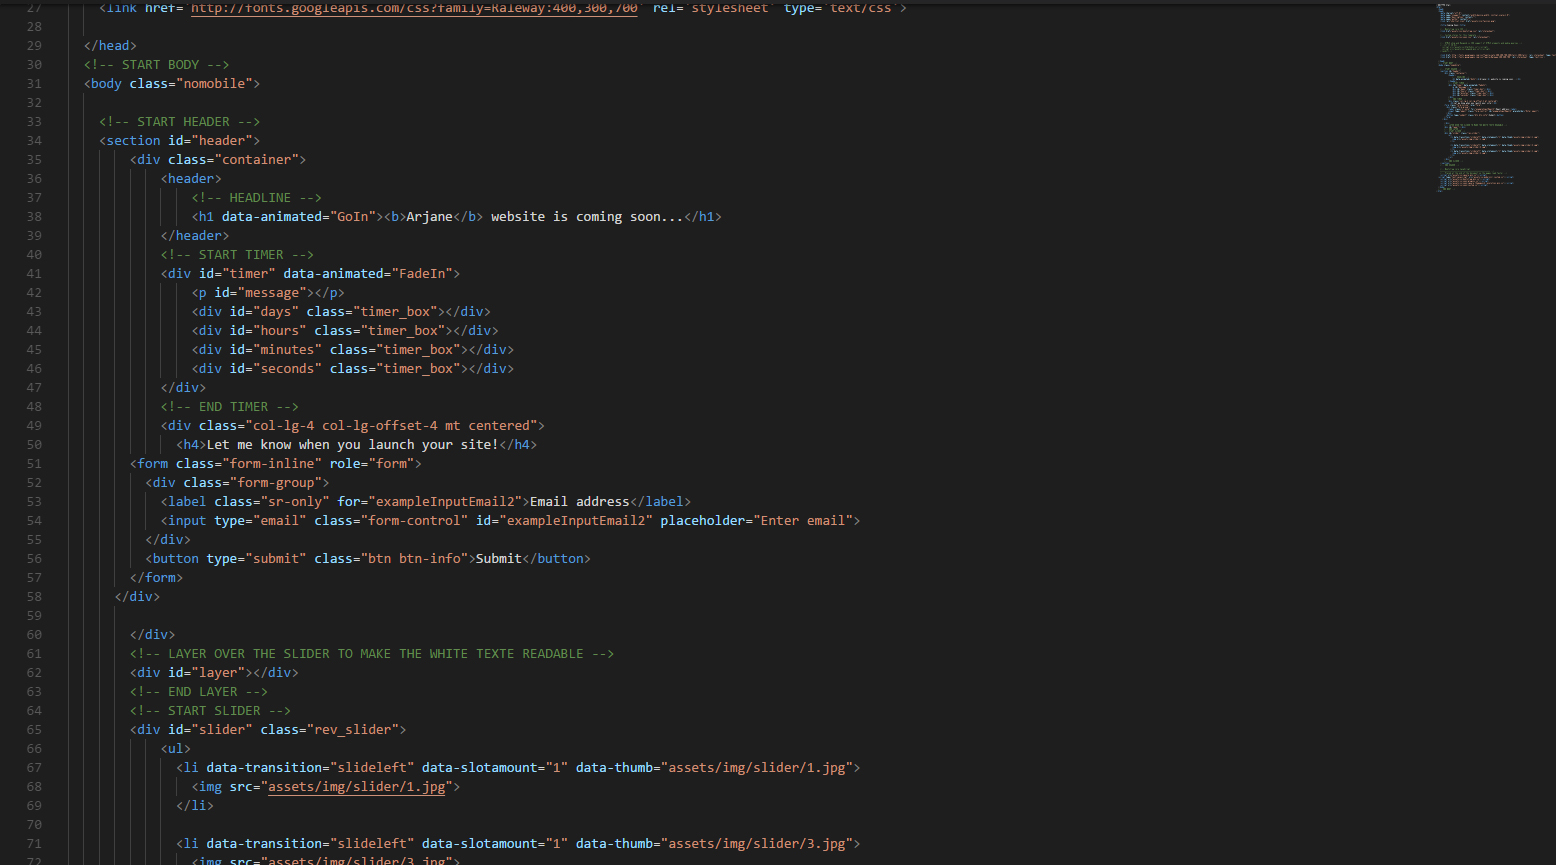 27 <link href='http://fonts.googleapis.com/css?family=Raleway:400,300,700' rel='stylesheet' type='text/css'>
28
29 </head>
30 <!-- START BODY -->
31 <body class="nomobile">
32
33 <!-- START HEADER -->
34 <section id="header">
35 <div class="container">
36 <header>
37 <!-- HEADLINE -->
38 <h1 data-animated="GoIn"><b>Arjane</b> website is coming soon...</h1>
39 </header>
40 <!-- START TIMER -->
41 <div id="timer" data-animated="FadeIn">
42 <p id="message"></p>
43 <div id="days" class="timer_box"></div>
44 <div id="hours" class="timer_box"></div>
45 <div id="minutes" class="timer_box"></div>
46 <div id="seconds" class="timer_box"></div>
47 </div>
48 <!-- END TIMER -->
49 <div class="col-lg-4 col-lg-offset-4 mt centered">
50 <h4>Let me know when you launch your site!</h4>
51 <form class="form-inline" role="form">
52 <div class="form-group">
53 <label class="sr-only" for="exampleInputEmail2">Email address</label>
54 <input type="email" class="form-control" id="exampleInputEmail2" placeholder="Enter email">
55 </div>
56 <button type="submit" class="btn btn-info">Submit</button>
57 </form>
58 </div>
59
60 </div>
61 <!-- LAYER OVER THE SLIDER TO MAKE THE WHITE TEXTE READABLE -->
62 <div id="layer"></div>
63 <!-- END LAYER -->
64 <!-- START SLIDER -->
65 <div id="slider" class="rev_slider">
66 <ul>
67 <li data-transition="slideleft" data-slotamount="1" data-thumb="assets/img/slider/1.jpg">
68 <img src="assets/img/slider/1.jpg">
69 </li>
70
71 <li data-transition="slideleft" data-slotamount="1" data-thumb="assets/img/slider/3.jpg">
72 <img src="assets/img/slider/3.jpg">